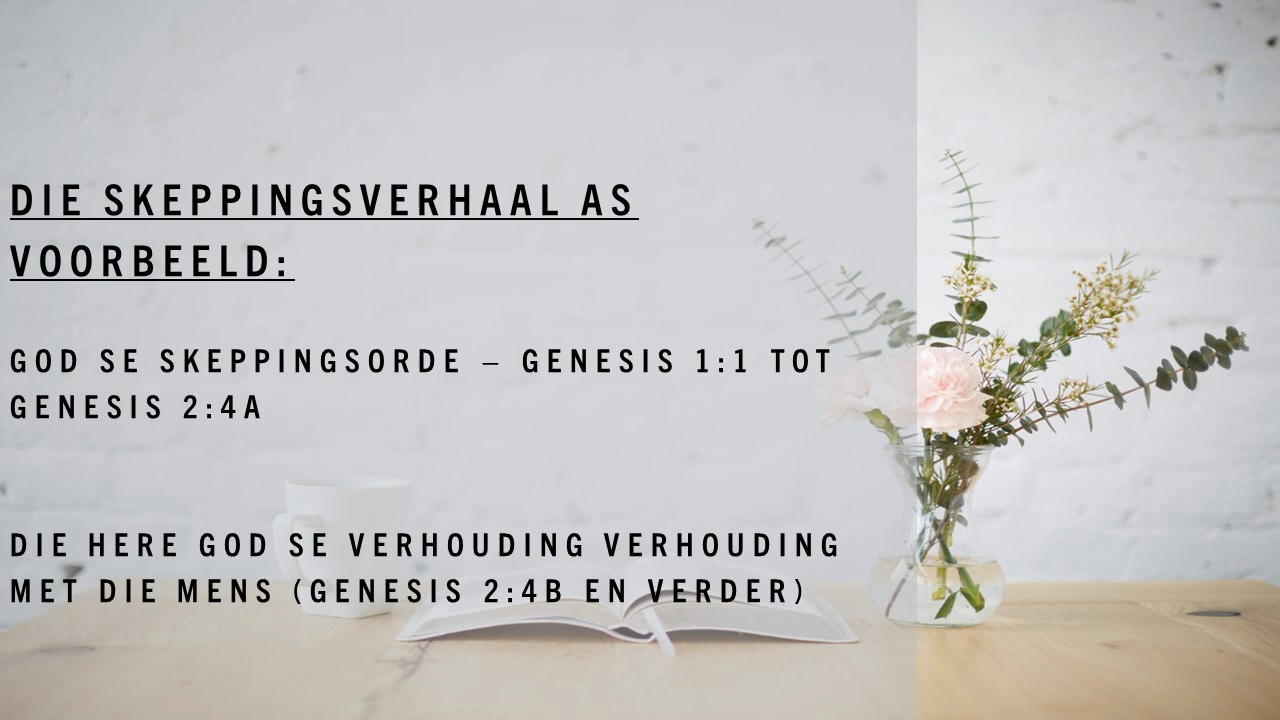 DIE SKEPPINGSVERHAAL AS
VOORBEELD:
GOD SE SKEPPINGSORDE – GENESIS 1:1 TOT
GENESIS 2:4A
DIE HERE GOD SE VERHOUDING VERHOUDING
MET DIE MENS (GENESIS 2:4B EN VERDER)